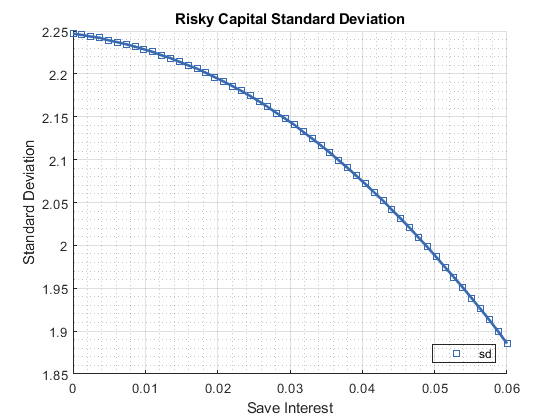 Risky Capital Standard Deviation
2.25
2.2
2.15
2.1
2.05
2
1.95
1.9
1.85
Standard Deviation
sd
0 0.01 0.02 0.03 0.04 0.05 0.06
Save Interest